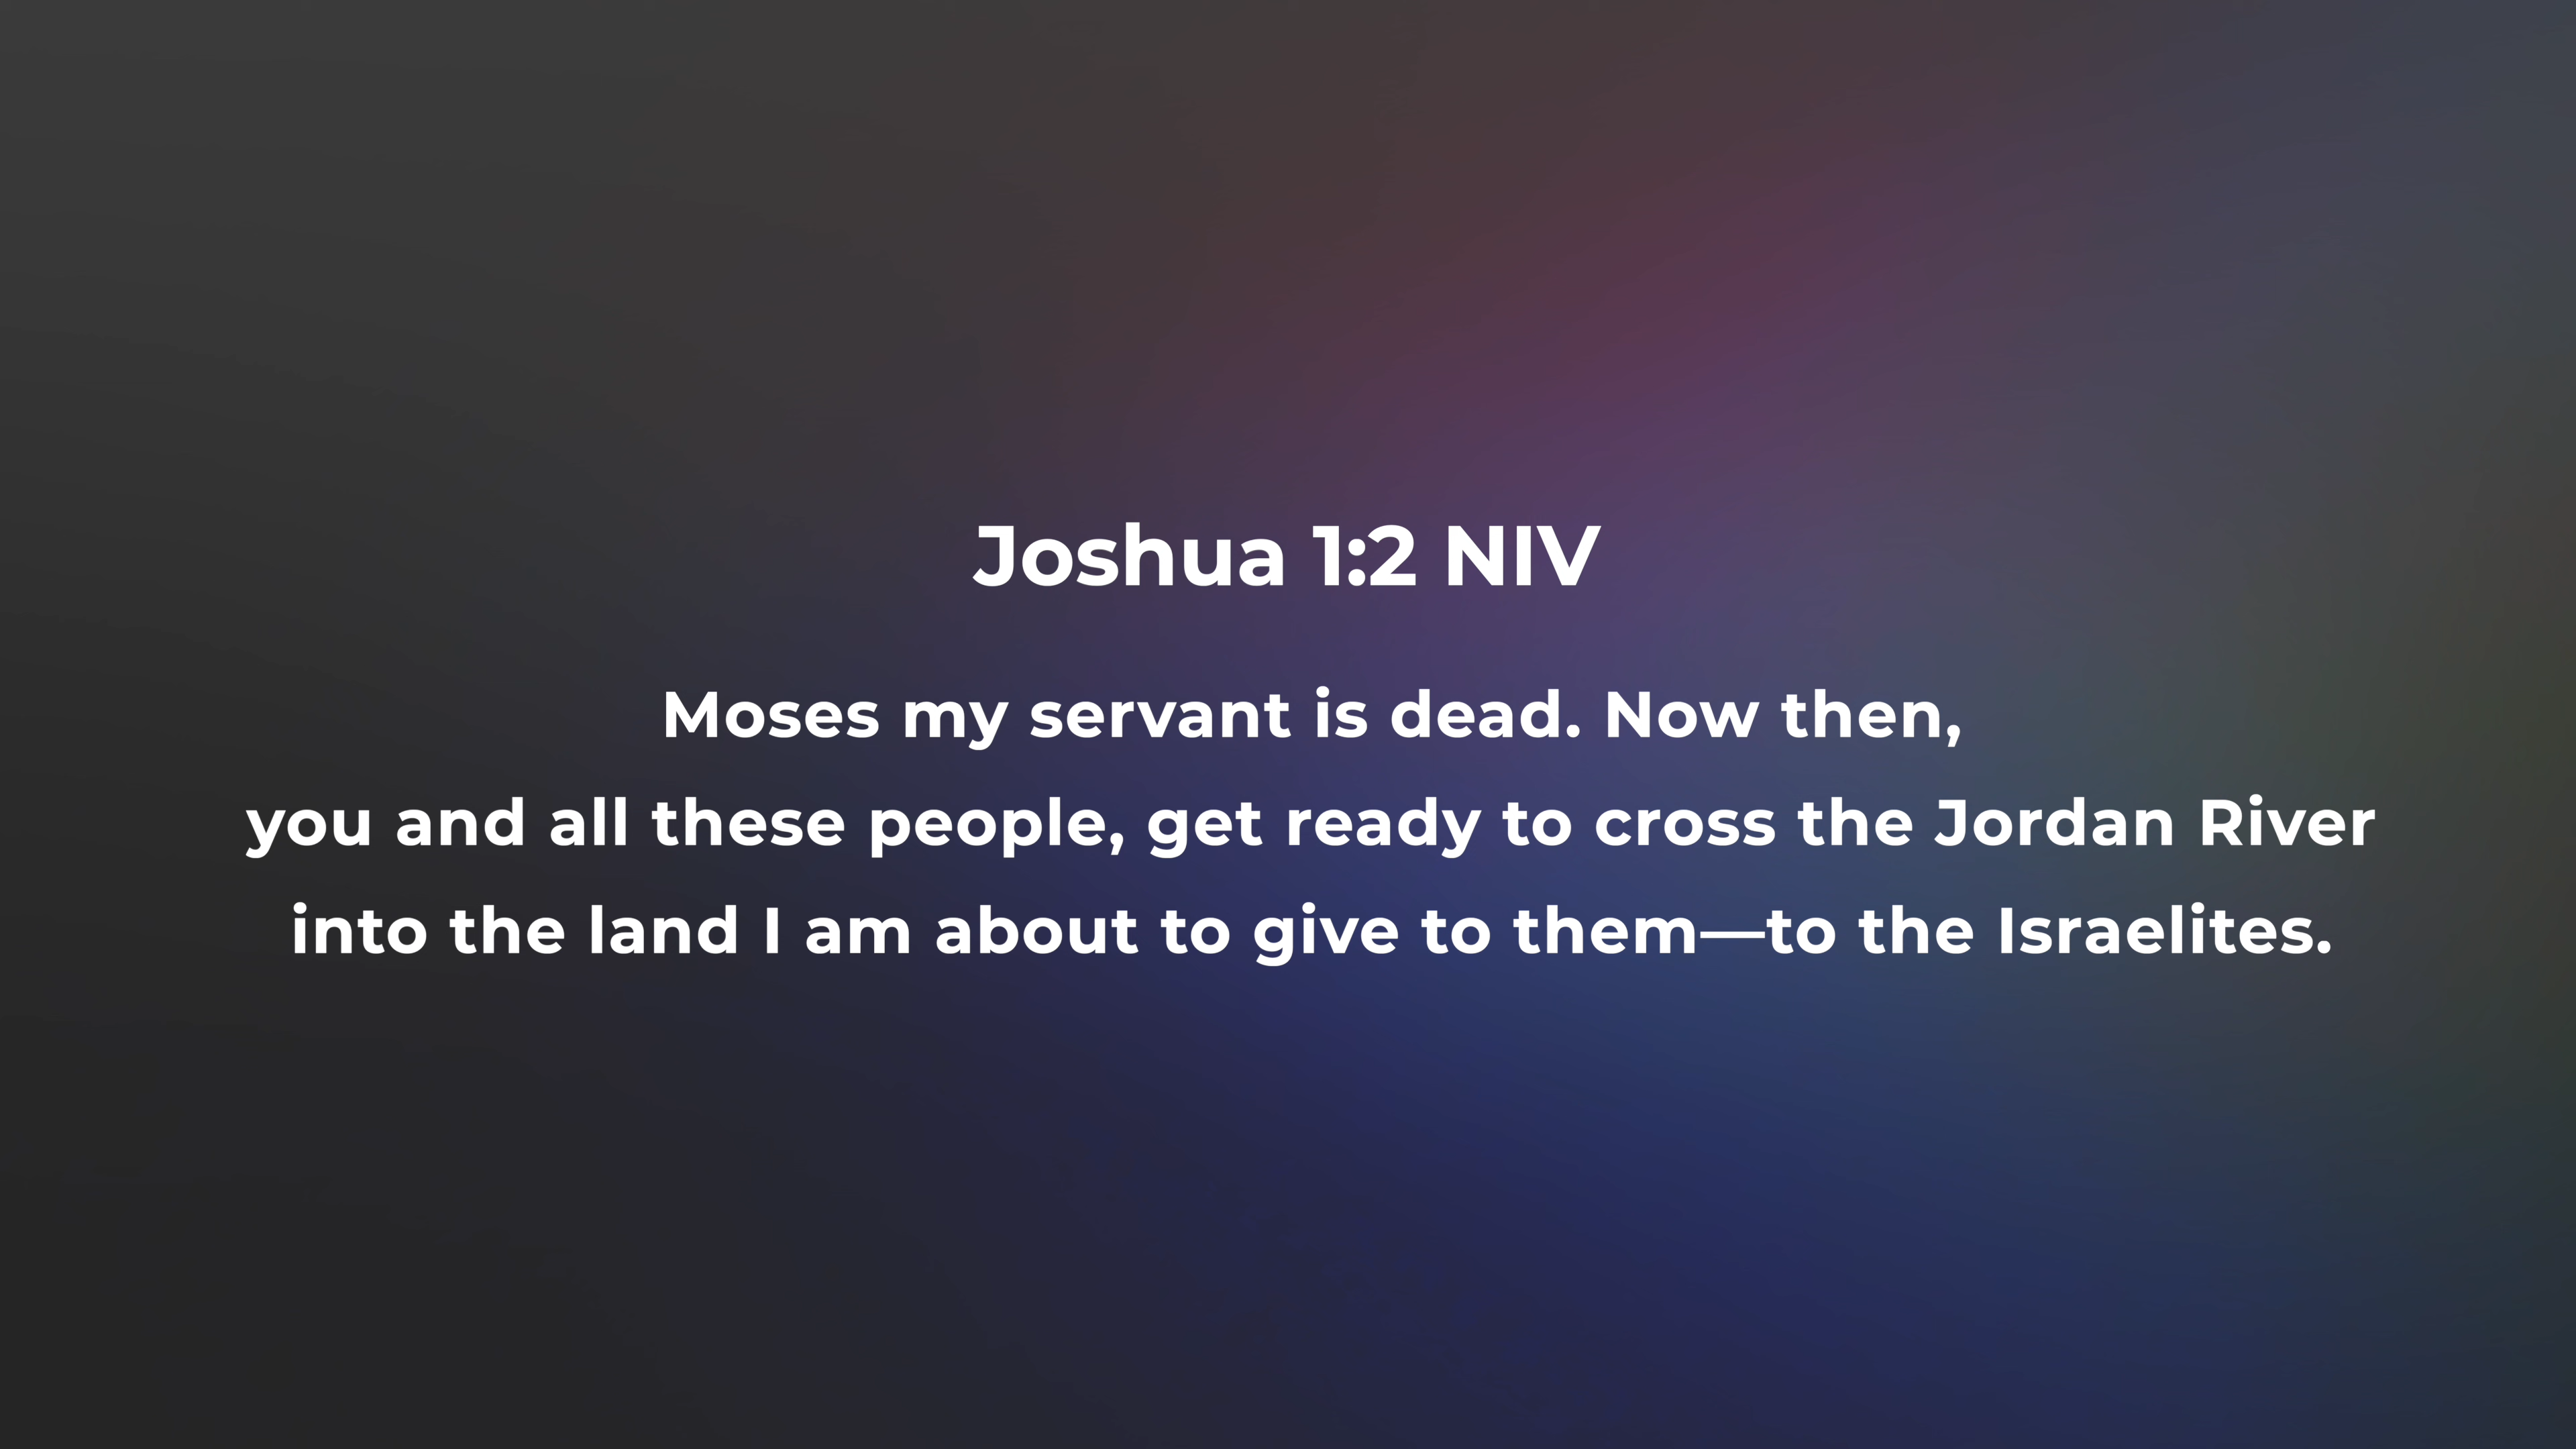 Joshua 1:2 NIV
Moses my servant is dead. Now then,
you and all these people, get ready to cross the Jordan River
into the land I am about to give to them—to the Israelites.